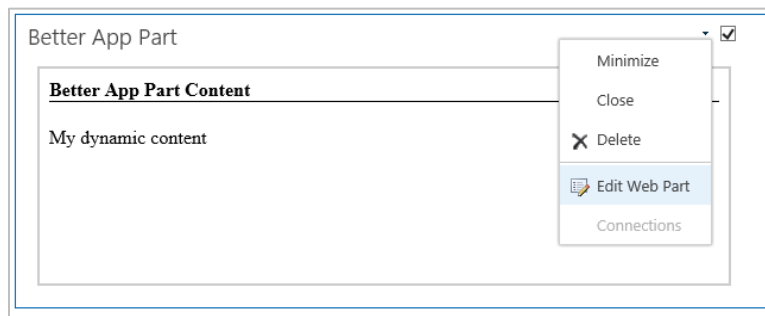 Better App Part
Minimize
Better App Part Content
Close
My dynamic content
Delete
Edit Web Part
Connections